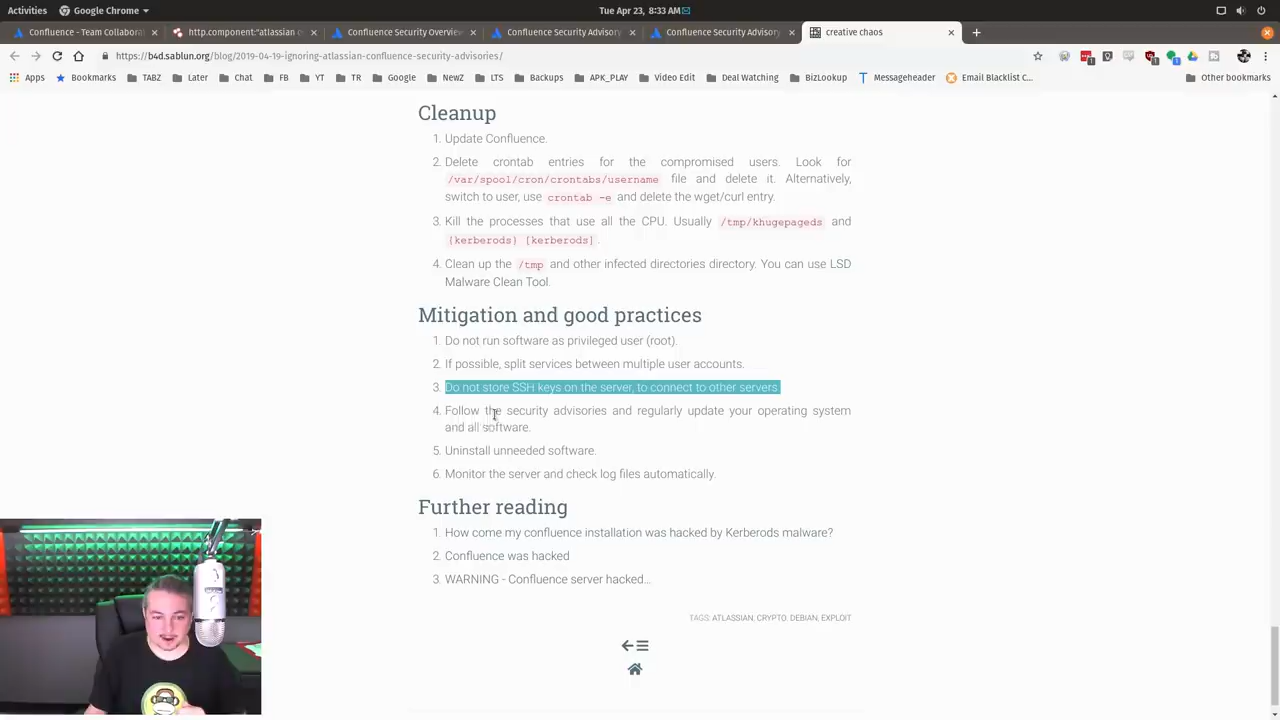 Activities
Google Chrome
Tue Apr 23, 8:33 AM
Confluence - Team Collabora
http.component:"atlassian c
Confluence Security Overvie
Confluence Security Advisory
Confluence Security Advisory
creative chaos
https://b4d.sablun.org/blog/2019-04-19-ignoring-atlassian-confluence-security-advisories/
Apps Bookmarks TABZ Later Chat FB YT TR Google NewZ LTS Backups APK_PLAY Video Edit Deal Watching BizLookup Messageheader Email Blacklist C... Other bookmarks
Cleanup
1. Update Confluence.
2. Delete crontab entries for the compromised users. Look for
/var/spool/cron/crontabs/username file and delete it. Alternatively,
switch to user, use crontab -e and delete the wget/curl entry.
3. Kill the processes that use all the CPU. Usually /tmp/khugepageds and
{kerberods} [kerberods].
4. Clean up the /tmp and other infected directories directory. You can use LSD
Malware Clean Tool.
Mitigation and good practices
1. Do not run software as privileged user (root).
2. If possible, split services between multiple user accounts.
3. Do not store SSH keys on the server, to connect to other servers.
4. Follow the security advisories and regularly update your operating system
and all software.
5. Uninstall unneeded software.
6. Monitor the server and check log files automatically.
Further reading
1. How come my confluence installation was hacked by Kerberods malware?
2. Confluence was hacked
3. WARNING - Confluence server hacked...
TAGS: ATLASSIAN, CRYPTO, DEBIAN, EXPLOIT